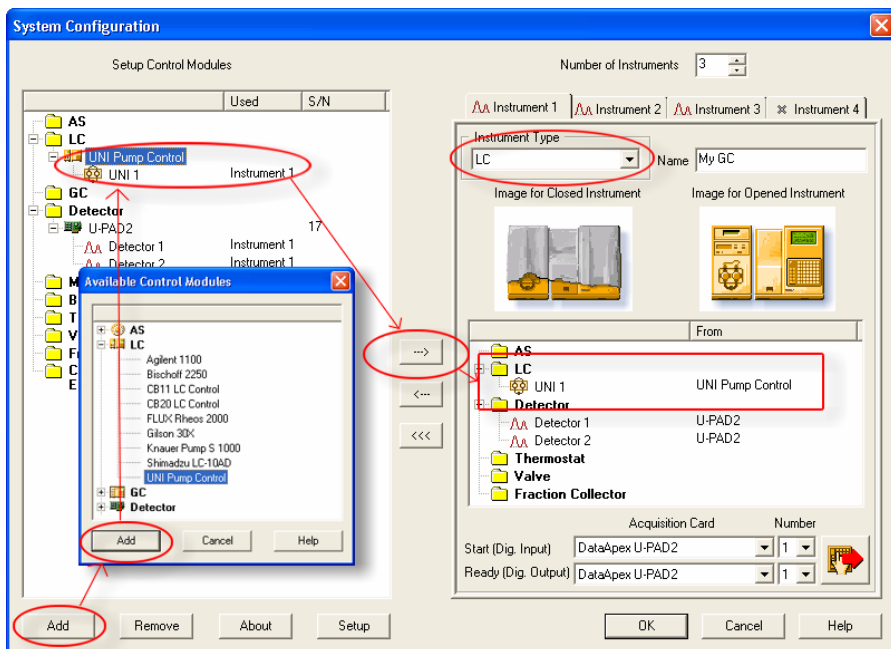 System Configuration
Setup Control Modules
Used S/N
AS
LC
UNI Pump Control
UNI 1 Instrument 1
GC
Detector
U-PAD2 17
Detector 1 Instrument 1
Detector 2 Instrument 1
M
B
T
V
Fr
C
E
Available Control Modules
AS
LC
Agilent 1100
Bischoff 2250
CB11 LC Control
CB20 LC Control
FLUX Rheos 2000
Gilson 30X
Knauer Pump S 1000
Shimadzu LC-10AD
UNI Pump Control
GC
Detector
Add Cancel Help
Add Remove About Setup
--->
<---
<<<
Number of Instruments 3
Instrument 1 Instrument 2 Instrument 3 Instrument 4
Instrument Type
LC
Name My GC
Image for Closed Instrument Image for Opened Instrument
From
AS
LC
UNI 1 UNI Pump Control
Detector
Detector 1 U-PAD2
Detector 2 U-PAD2
Thermostat
Valve
Fraction Collector
Acquisition Card Number
Start (Dig. Input) DataApex U-PAD2 1
Ready (Dig. Output) DataApex U-PAD2 1
OK Cancel Help